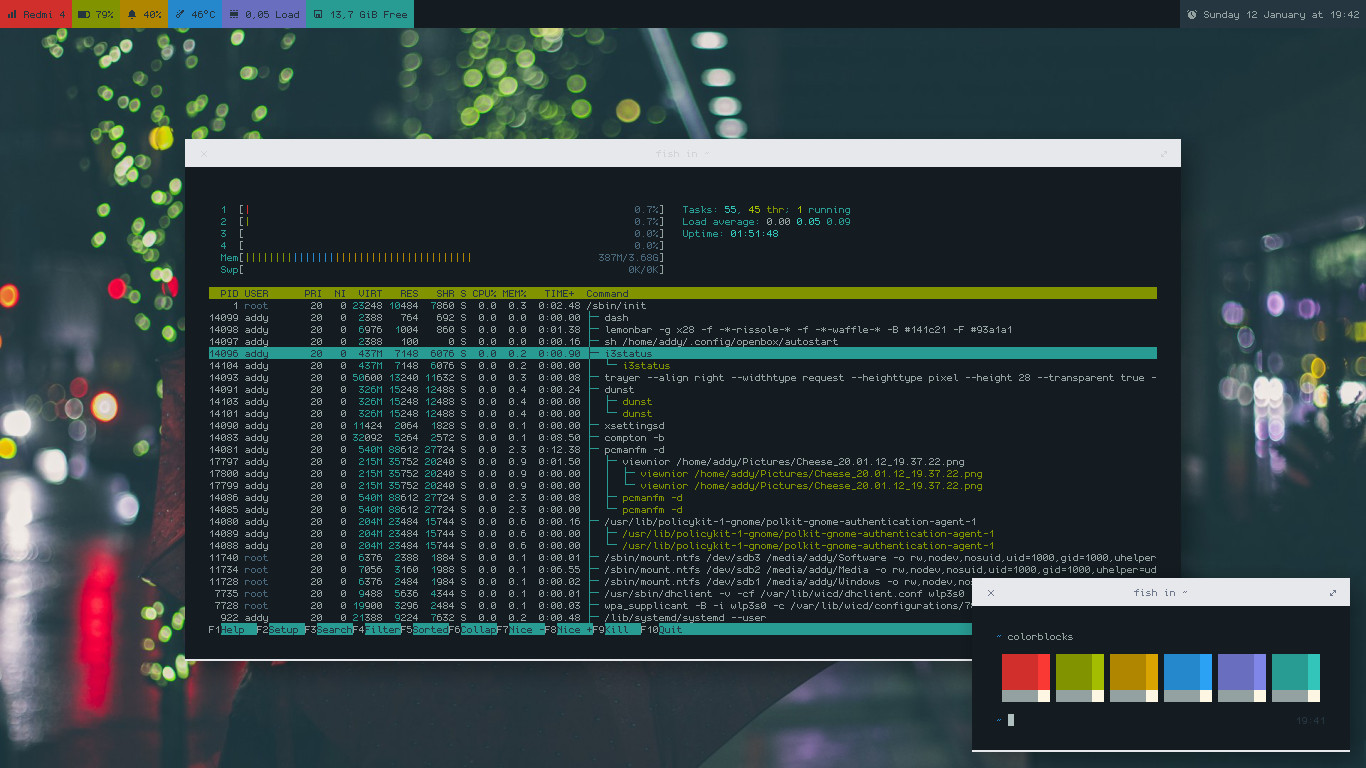 Redmi 4 79% 40% 46°C 0,05 Load 13,7 GiB Free Sunday 12 January at 19:42
× fish in ~
1 [| 0.7%] Tasks: 55, 45 thr; 1 running
2 [| 0.7%] Load average: 0.00 0.05 0.09
3 [ 0.0%] Uptime: 01:51:48
4 [ 0.0%]
Mem[|||||||||||||||||||||||||||||||||||||| 387M/3.68G]
Swp[ 0K/0K]
PID USER PRI NI VIRT RES SHR S CPU% MEM% TIME+ Command
1 root 20 0 23248 10484 7860 S 0.0 0.3 0:02.48 /sbin/init
14099 addy 20 0 2388 764 692 S 0.0 0.0 0:00.00 ├─ dash
14098 addy 20 0 6976 1004 860 S 0.0 0.0 0:01.38 ├─ lemonbar -g x28 -f -*-rissole-* -f -*-waffle-* -B #141c21 -F #93a1a1
14097 addy 20 0 2388 100 0 S 0.0 0.0 0:00.16 ├─ sh /home/addy/.config/openbox/autostart
14096 addy 20 0 437M 7148 6076 S 0.0 0.2 0:00.90 ├─ i3status
14104 addy 20 0 437M 7148 6076 S 0.0 0.2 0:00.00 │ └─ i3status
14093 addy 20 0 50600 13240 11632 S 0.0 0.3 0:00.08 ├─ trayer --align right --widthtype request --heighttype pixel --height 28 --transparent true -
14091 addy 20 0 326M 15248 12488 S 0.0 0.4 0:00.24 ├─ dunst
14103 addy 20 0 326M 15248 12488 S 0.0 0.4 0:00.00 │ ├─ dunst
14101 addy 20 0 326M 15248 12488 S 0.0 0.4 0:00.00 │ └─ dunst
14090 addy 20 0 11424 2064 1828 S 0.0 0.1 0:00.00 ├─ xsettingsd
14083 addy 20 0 32092 5264 2572 S 0.0 0.1 0:08.50 ├─ compton -b
14081 addy 20 0 540M 88612 27724 S 0.0 2.3 0:12.38 ├─ pcmanfm -d
17797 addy 20 0 215M 35752 20240 S 0.0 0.9 0:01.50 │ ├─ viewnior /home/addy/Pictures/Cheese_20.01.12_19.37.22.png
17800 addy 20 0 215M 35752 20240 S 0.0 0.9 0:00.00 │ │ ├─ viewnior /home/addy/Pictures/Cheese_20.01.12_19.37.22.png
17799 addy 20 0 215M 35752 20240 S 0.0 0.9 0:00.00 │ │ └─ viewnior /home/addy/Pictures/Cheese_20.01.12_19.37.22.png
14086 addy 20 0 540M 88612 27724 S 0.0 2.3 0:00.08 │ ├─ pcmanfm -d
14085 addy 20 0 540M 88612 27724 S 0.0 2.3 0:00.00 │ └─ pcmanfm -d
14080 addy 20 0 204M 23484 15744 S 0.0 0.6 0:00.16 ├─ /usr/lib/policykit-1-gnome/polkit-gnome-authentication-agent-1
14089 addy 20 0 204M 23484 15744 S 0.0 0.6 0:00.00 │ ├─ /usr/lib/policykit-1-gnome/polkit-gnome-authentication-agent-1
14088 addy 20 0 204M 23484 15744 S 0.0 0.6 0:00.00 │ └─ /usr/lib/policykit-1-gnome/polkit-gnome-authentication-agent-1
11740 root 20 0 6376 2388 1884 S 0.0 0.1 0:00.01 ├─ /sbin/mount.ntfs /dev/sdb3 /media/addy/Software -o rw,nodev,nosuid,uid=1000,gid=1000,uhelper
11734 root 20 0 7056 3160 1988 S 0.0 0.1 0:06.55 ├─ /sbin/mount.ntfs /dev/sdb2 /media/addy/Media -o rw,nodev,nosuid,uid=1000,gid=1000,uhelper=ud
11728 root 20 0 6376 2484 1984 S 0.0 0.1 0:00.02 ├─ /sbin/mount.ntfs /dev/sdb1 /media/addy/Windows -o rw,nodev,nos
7735 root 20 0 9488 5636 4344 S 0.0 0.1 0:00.01 ├─ /usr/sbin/dhclient -v -cf /var/lib/wicd/dhclient.conf wlp3s0
7728 root 20 0 19900 3296 2484 S 0.0 0.1 0:00.03 ├─ wpa_supplicant -B -i wlp3s0 -c /var/lib/wicd/configurations/7
922 addy 20 0 21388 9224 7632 S 0.0 0.2 0:00.48 ├─ /lib/systemd/systemd --user
F1Help F2Setup F3SearchF4FilterF5SortedF6CollapF7Nice -F8Nice +F9Kill F10Quit
× fish in ~
~ colorblocks
~ 19:41